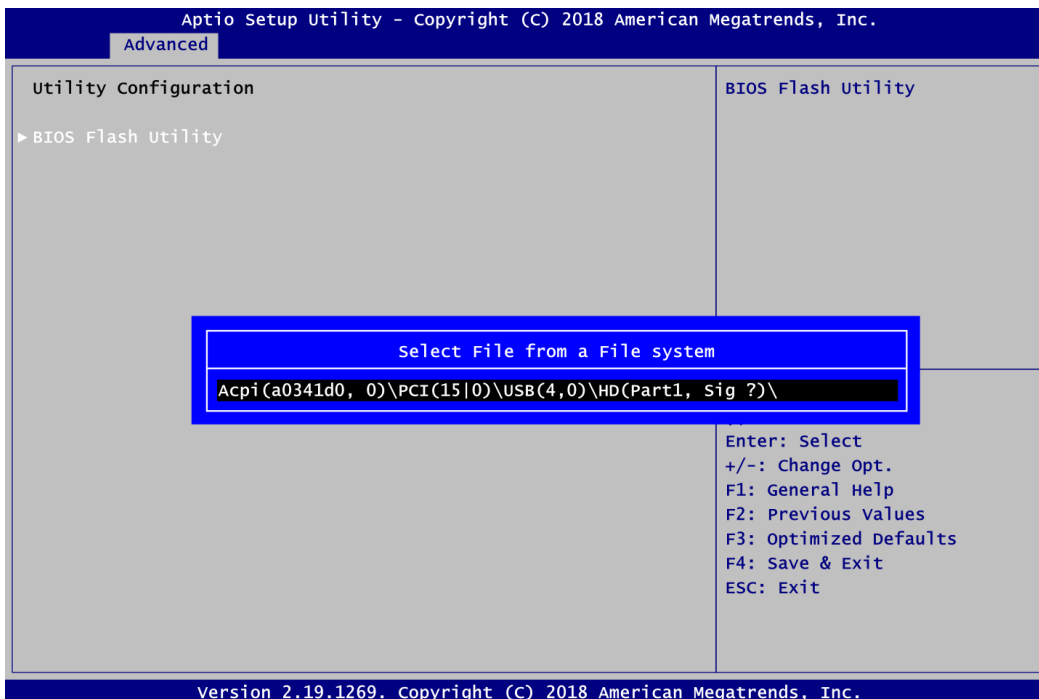 Aptio Setup Utility - Copyright (C) 2018 American Megatrends, Inc.
Advanced
Utility Configuration
BIOS Flash Utility
► BIOS Flash Utility
Select File from a File system
Acpi(a0341d0, 0)\PCI(15|0)\USB(4,0)\HD(Part1, Sig ?)\
Enter: Select
+/-: Change Opt.
F1: General Help
F2: Previous Values
F3: Optimized Defaults
F4: Save & Exit
ESC: Exit
Version 2.19.1269. Copyright (C) 2018 American Megatrends, Inc.